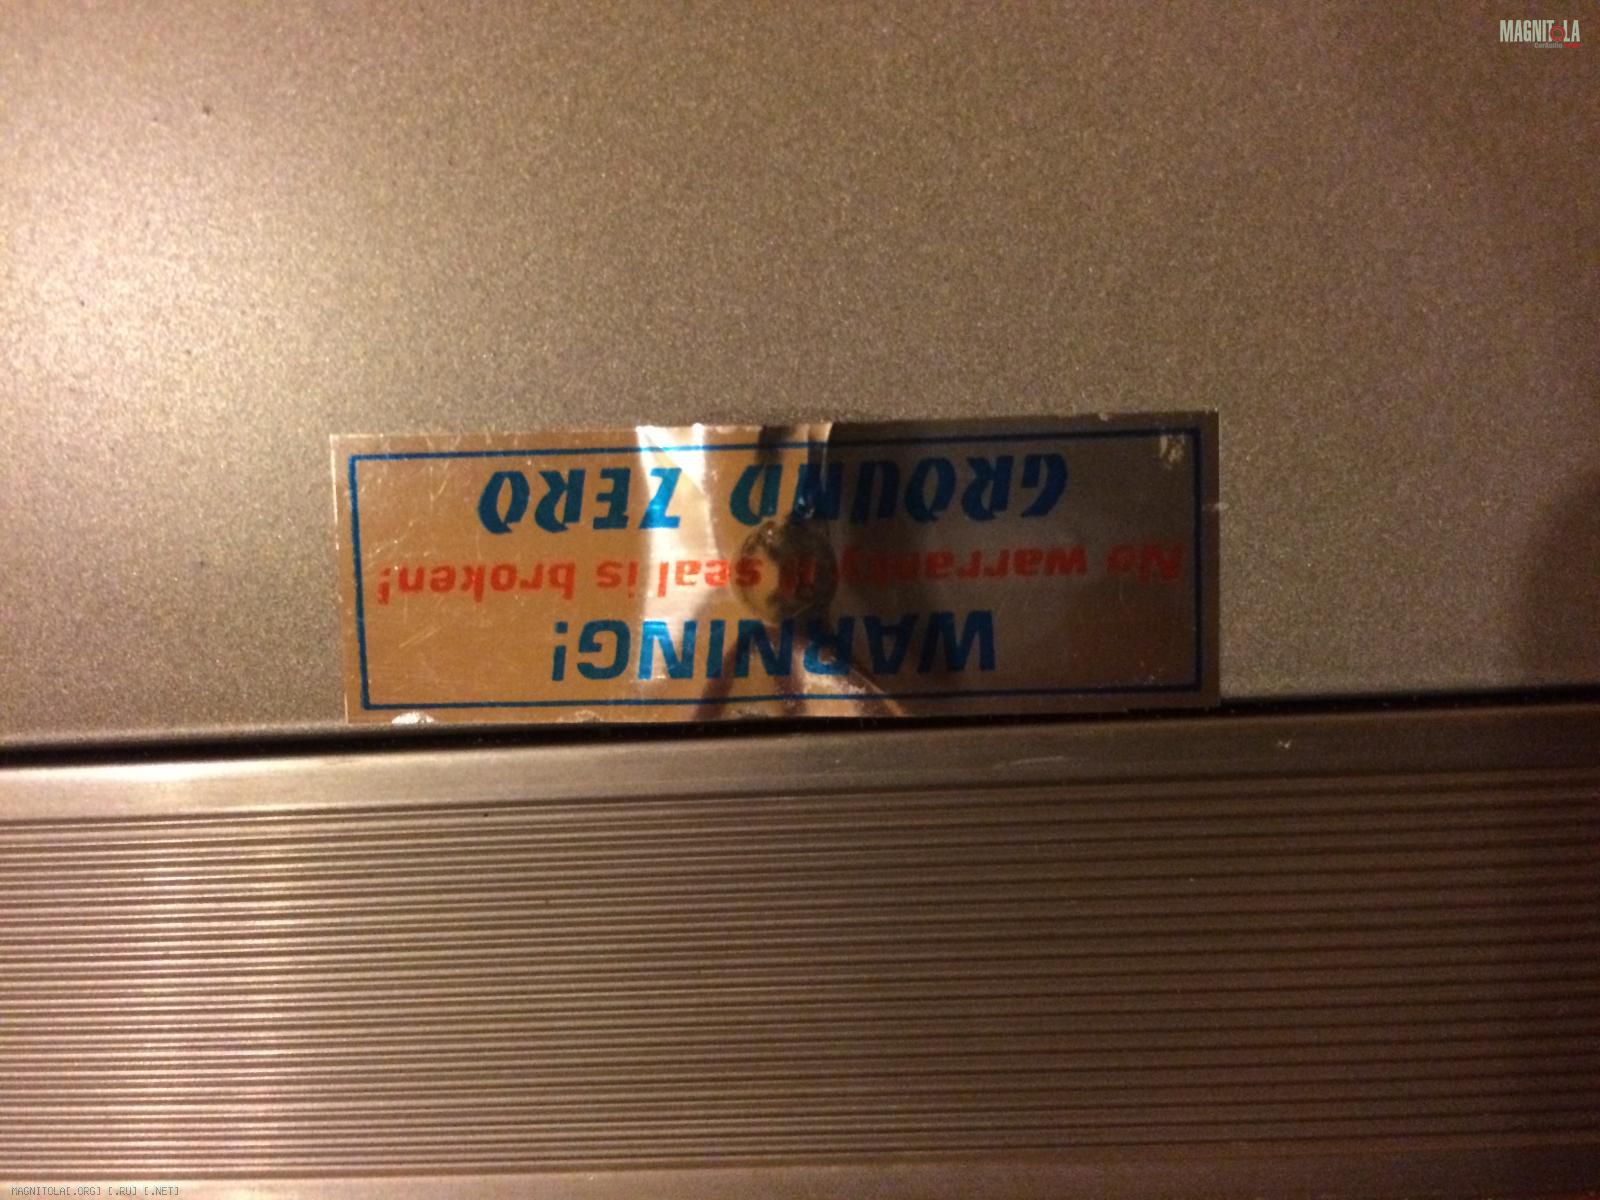 MAGNITOLA
WARNING!
No warranty if seal is broken!
GROUND ZERO
MAGNITOLA[.ORG] [.RU] [.NET]